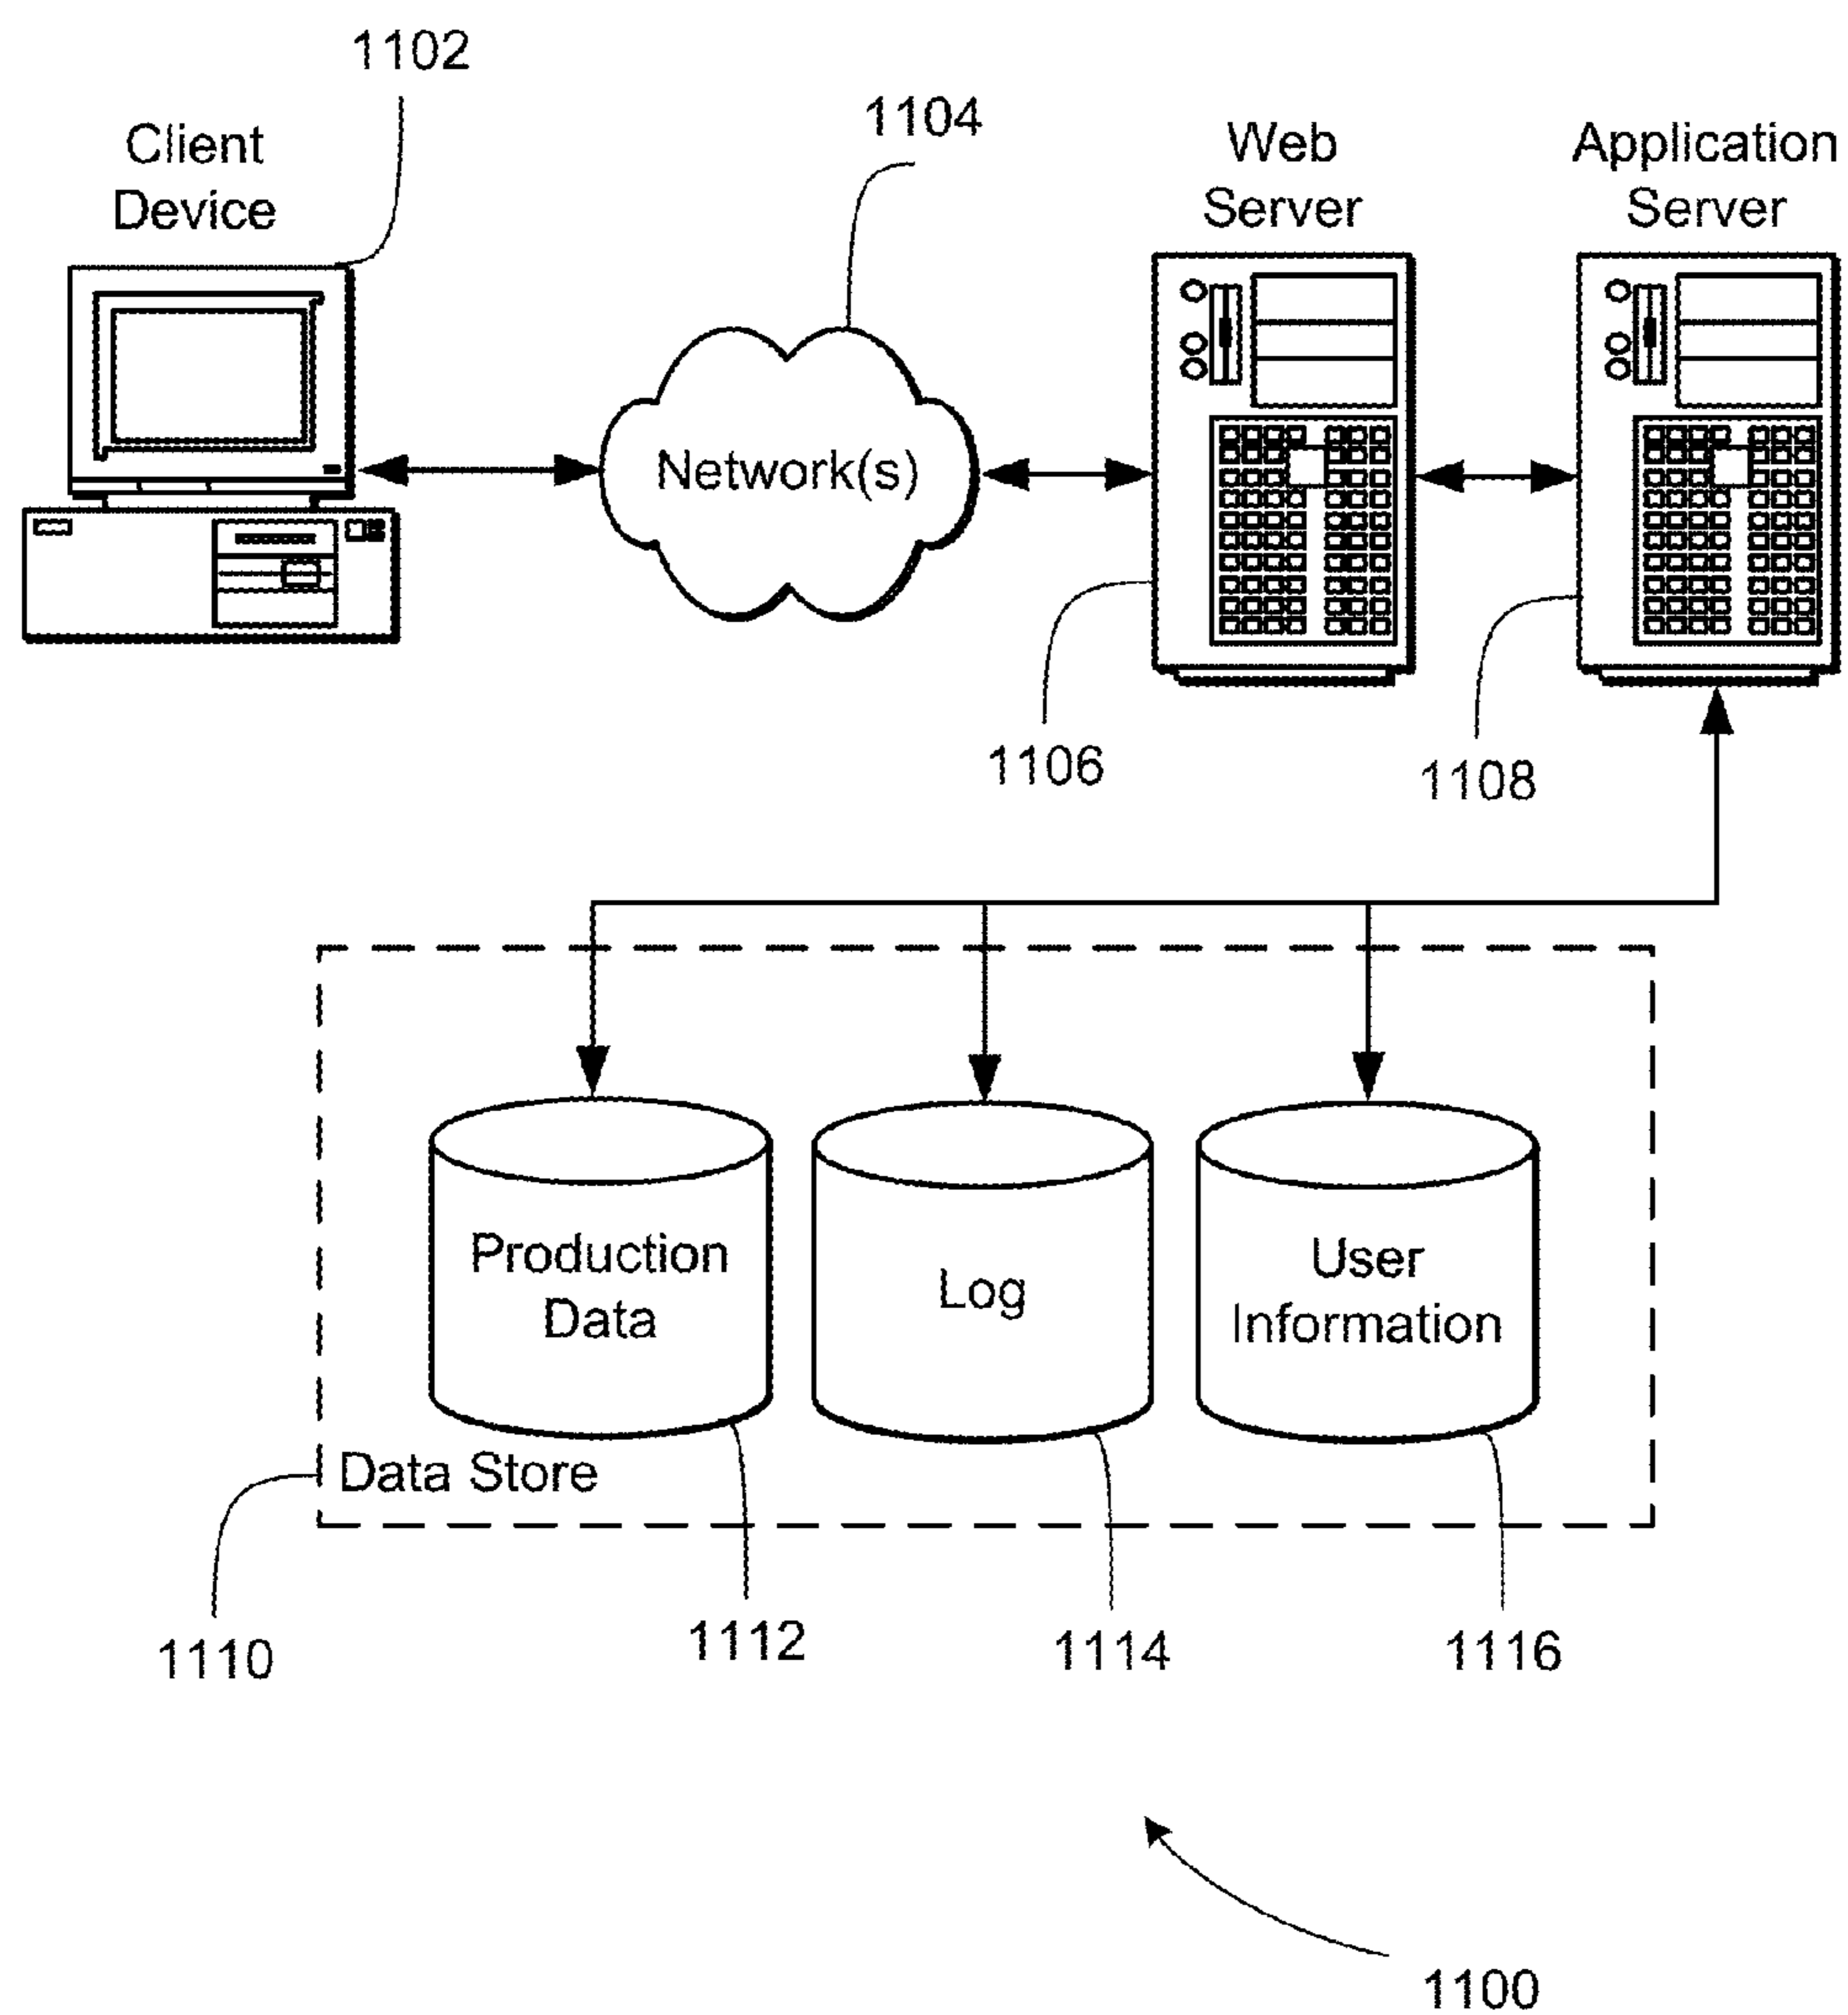 1102
1104
Client
Device
Web
Server
Application
Server
Network(s)
1106
1108
Production
Data
Log
User
Information
Data Store
1110
1112
1114
1116
1100